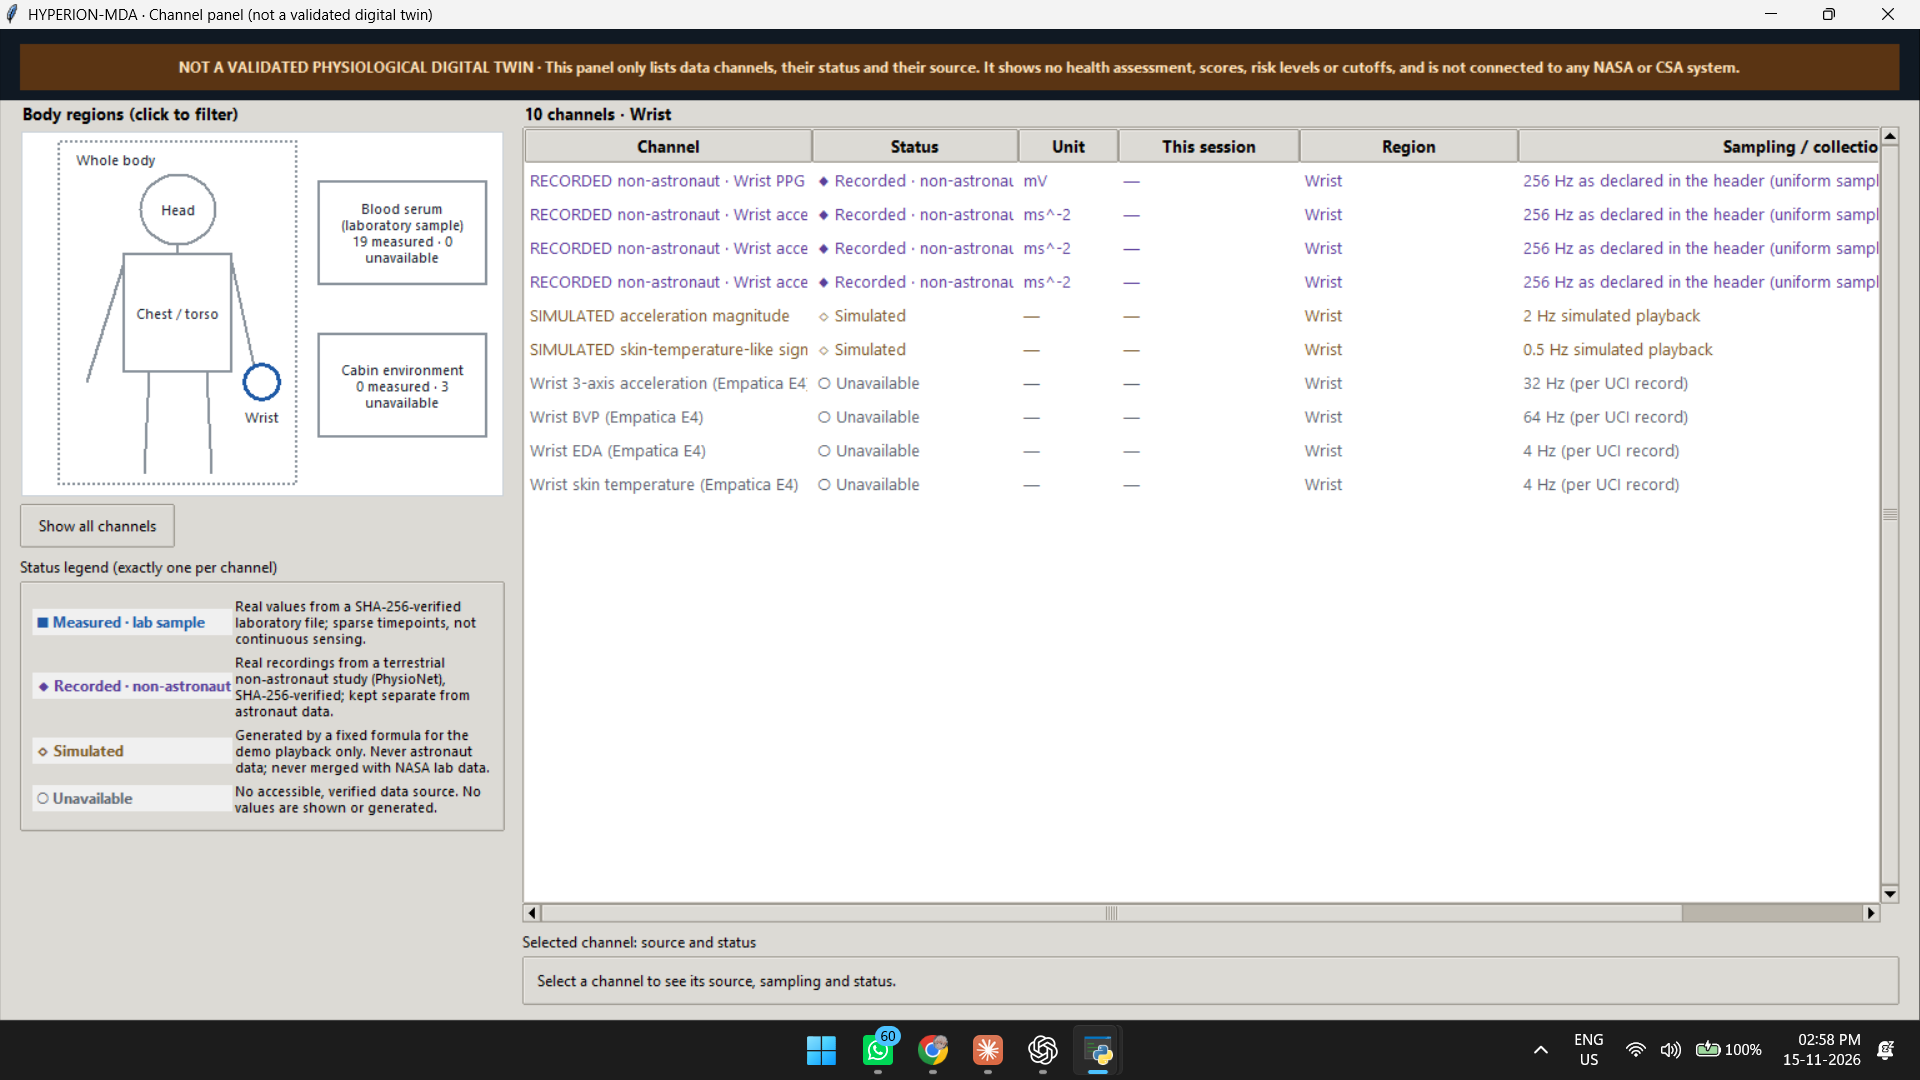 HYPERION-MDA · Channel panel (not a validated digital twin)
NOT A VALIDATED PHYSIOLOGICAL DIGITAL TWIN · This panel only lists data channels, their status and their source. It shows no health assessment, scores, risk levels or cutoffs, and is not connected to any NASA or CSA system.
Body regions (click to filter)
Whole body
Head
Chest / torso
Wrist
Blood serum
(laboratory sample)
19 measured · 0
unavailable
Cabin environment
0 measured · 3
unavailable
Show all channels
Status legend (exactly one per channel)
■ Measured · lab sample
Real values from a SHA-256-verified
laboratory file; sparse timepoints, not
continuous sensing.
◆ Recorded · non-astronaut
Real recordings from a terrestrial
non-astronaut study (PhysioNet),
SHA-256-verified; kept separate from
astronaut data.
◇ Simulated
Generated by a fixed formula for the
demo playback only. Never astronaut
data; never merged with NASA lab data.
○ Unavailable
No accessible, verified data source. No
values are shown or generated.
10 channels · Wrist
Channel Status Unit This session Region Sampling / collectio
RECORDED non-astronaut · Wrist PPG ◆ Recorded · non-astronau mV — Wrist 256 Hz as declared in the header (uniform sampl
RECORDED non-astronaut · Wrist acce ◆ Recorded · non-astronau ms^-2 — Wrist 256 Hz as declared in the header (uniform sampl
RECORDED non-astronaut · Wrist acce ◆ Recorded · non-astronau ms^-2 — Wrist 256 Hz as declared in the header (uniform sampl
RECORDED non-astronaut · Wrist acce ◆ Recorded · non-astronau ms^-2 — Wrist 256 Hz as declared in the header (uniform sampl
SIMULATED acceleration magnitude ◇ Simulated — — Wrist 2 Hz simulated playback
SIMULATED skin-temperature-like sign ◇ Simulated — — Wrist 0.5 Hz simulated playback
Wrist 3-axis acceleration (Empatica E4) ○ Unavailable — — Wrist 32 Hz (per UCI record)
Wrist BVP (Empatica E4) ○ Unavailable — — Wrist 64 Hz (per UCI record)
Wrist EDA (Empatica E4) ○ Unavailable — — Wrist 4 Hz (per UCI record)
Wrist skin temperature (Empatica E4) ○ Unavailable — — Wrist 4 Hz (per UCI record)
Selected channel: source and status
Select a channel to see its source, sampling and status.
60
ENG
US
100%
02:58 PM
15-11-2026